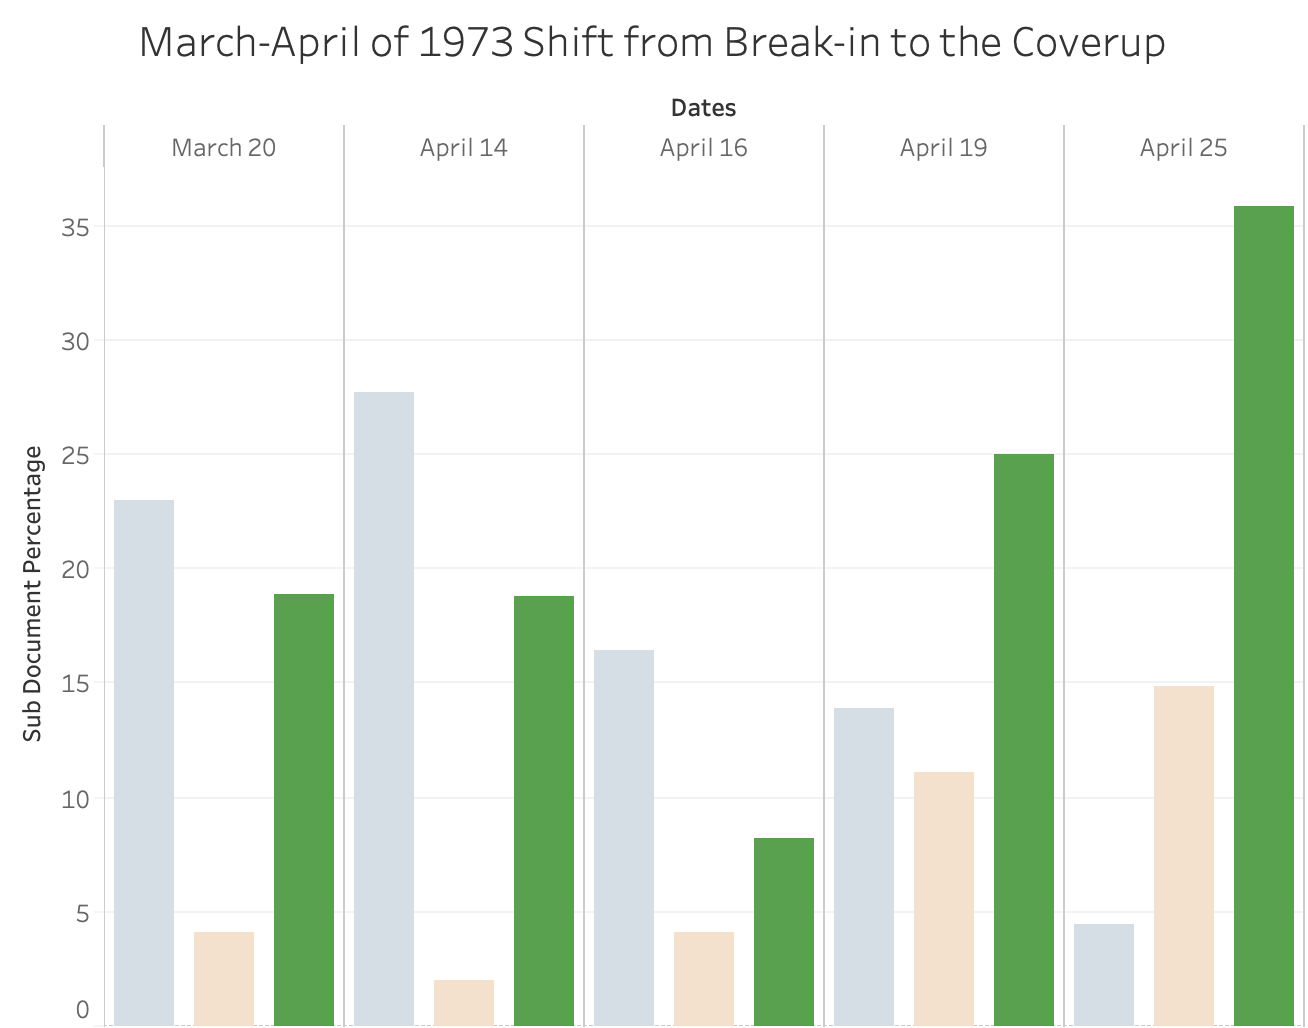 March-April of 1973 Shift from Break-in to the Coverup
Dates
March 20 April 14 April 16 April 19 April 25
35
30
25
20
15
10
5
0
Sub Document Percentage